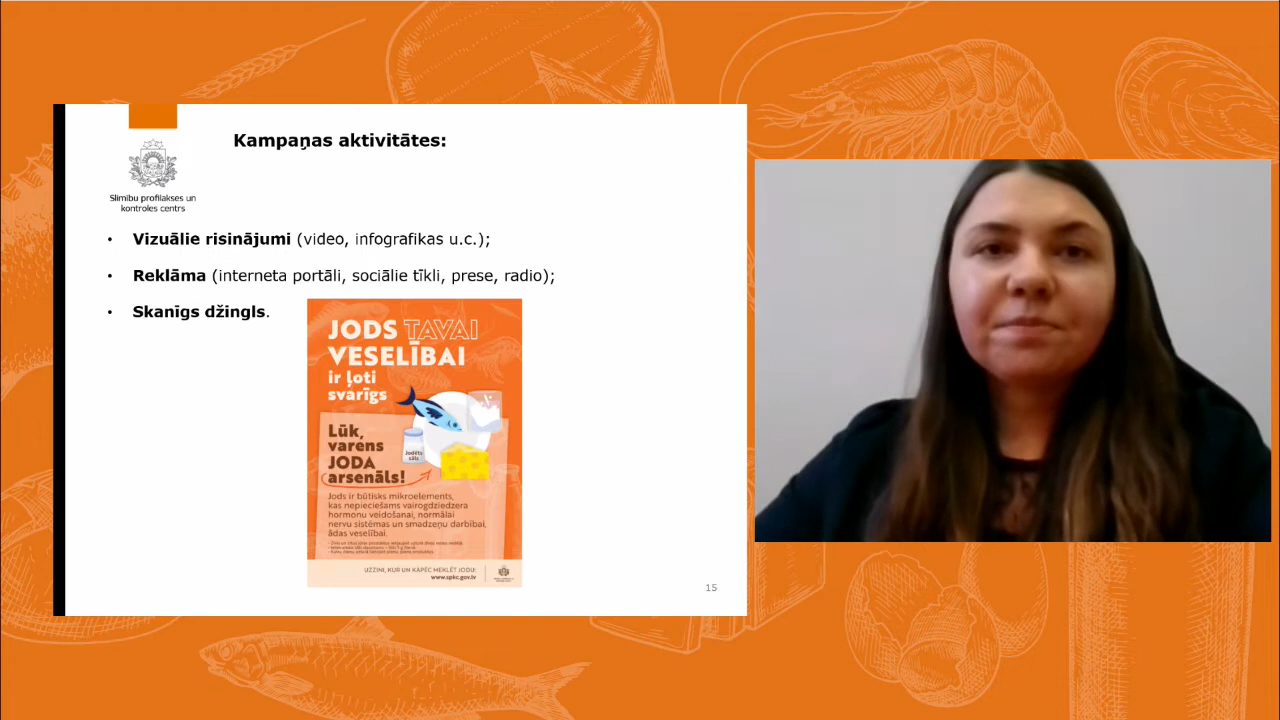 Kampaņas aktivitātes:
Slimību profilakses un
kontroles centrs
• Vizuālie risinājumi (video, infografikas u.c.);
• Reklāma (interneta portāli, sociālie tīkli, prese, radio);
• Skanīgs džingls.
JODS TAVAI
VESELĪBAI
ir ļoti
svarīgs
Lūk,
varens
JODA
arsenāls!
Jodēts
sāls
Jods ir būtisks mikroelements,
kas nepieciešams vairogdziedzera
hormonu veidošanai, normālai
nervu sistēmas un smadzeņu darbībai,
ādas veselībai.
UZZINI, KUR UN KĀPĒC MEKLĒT JODU!
www.spkc.gov.lv
15